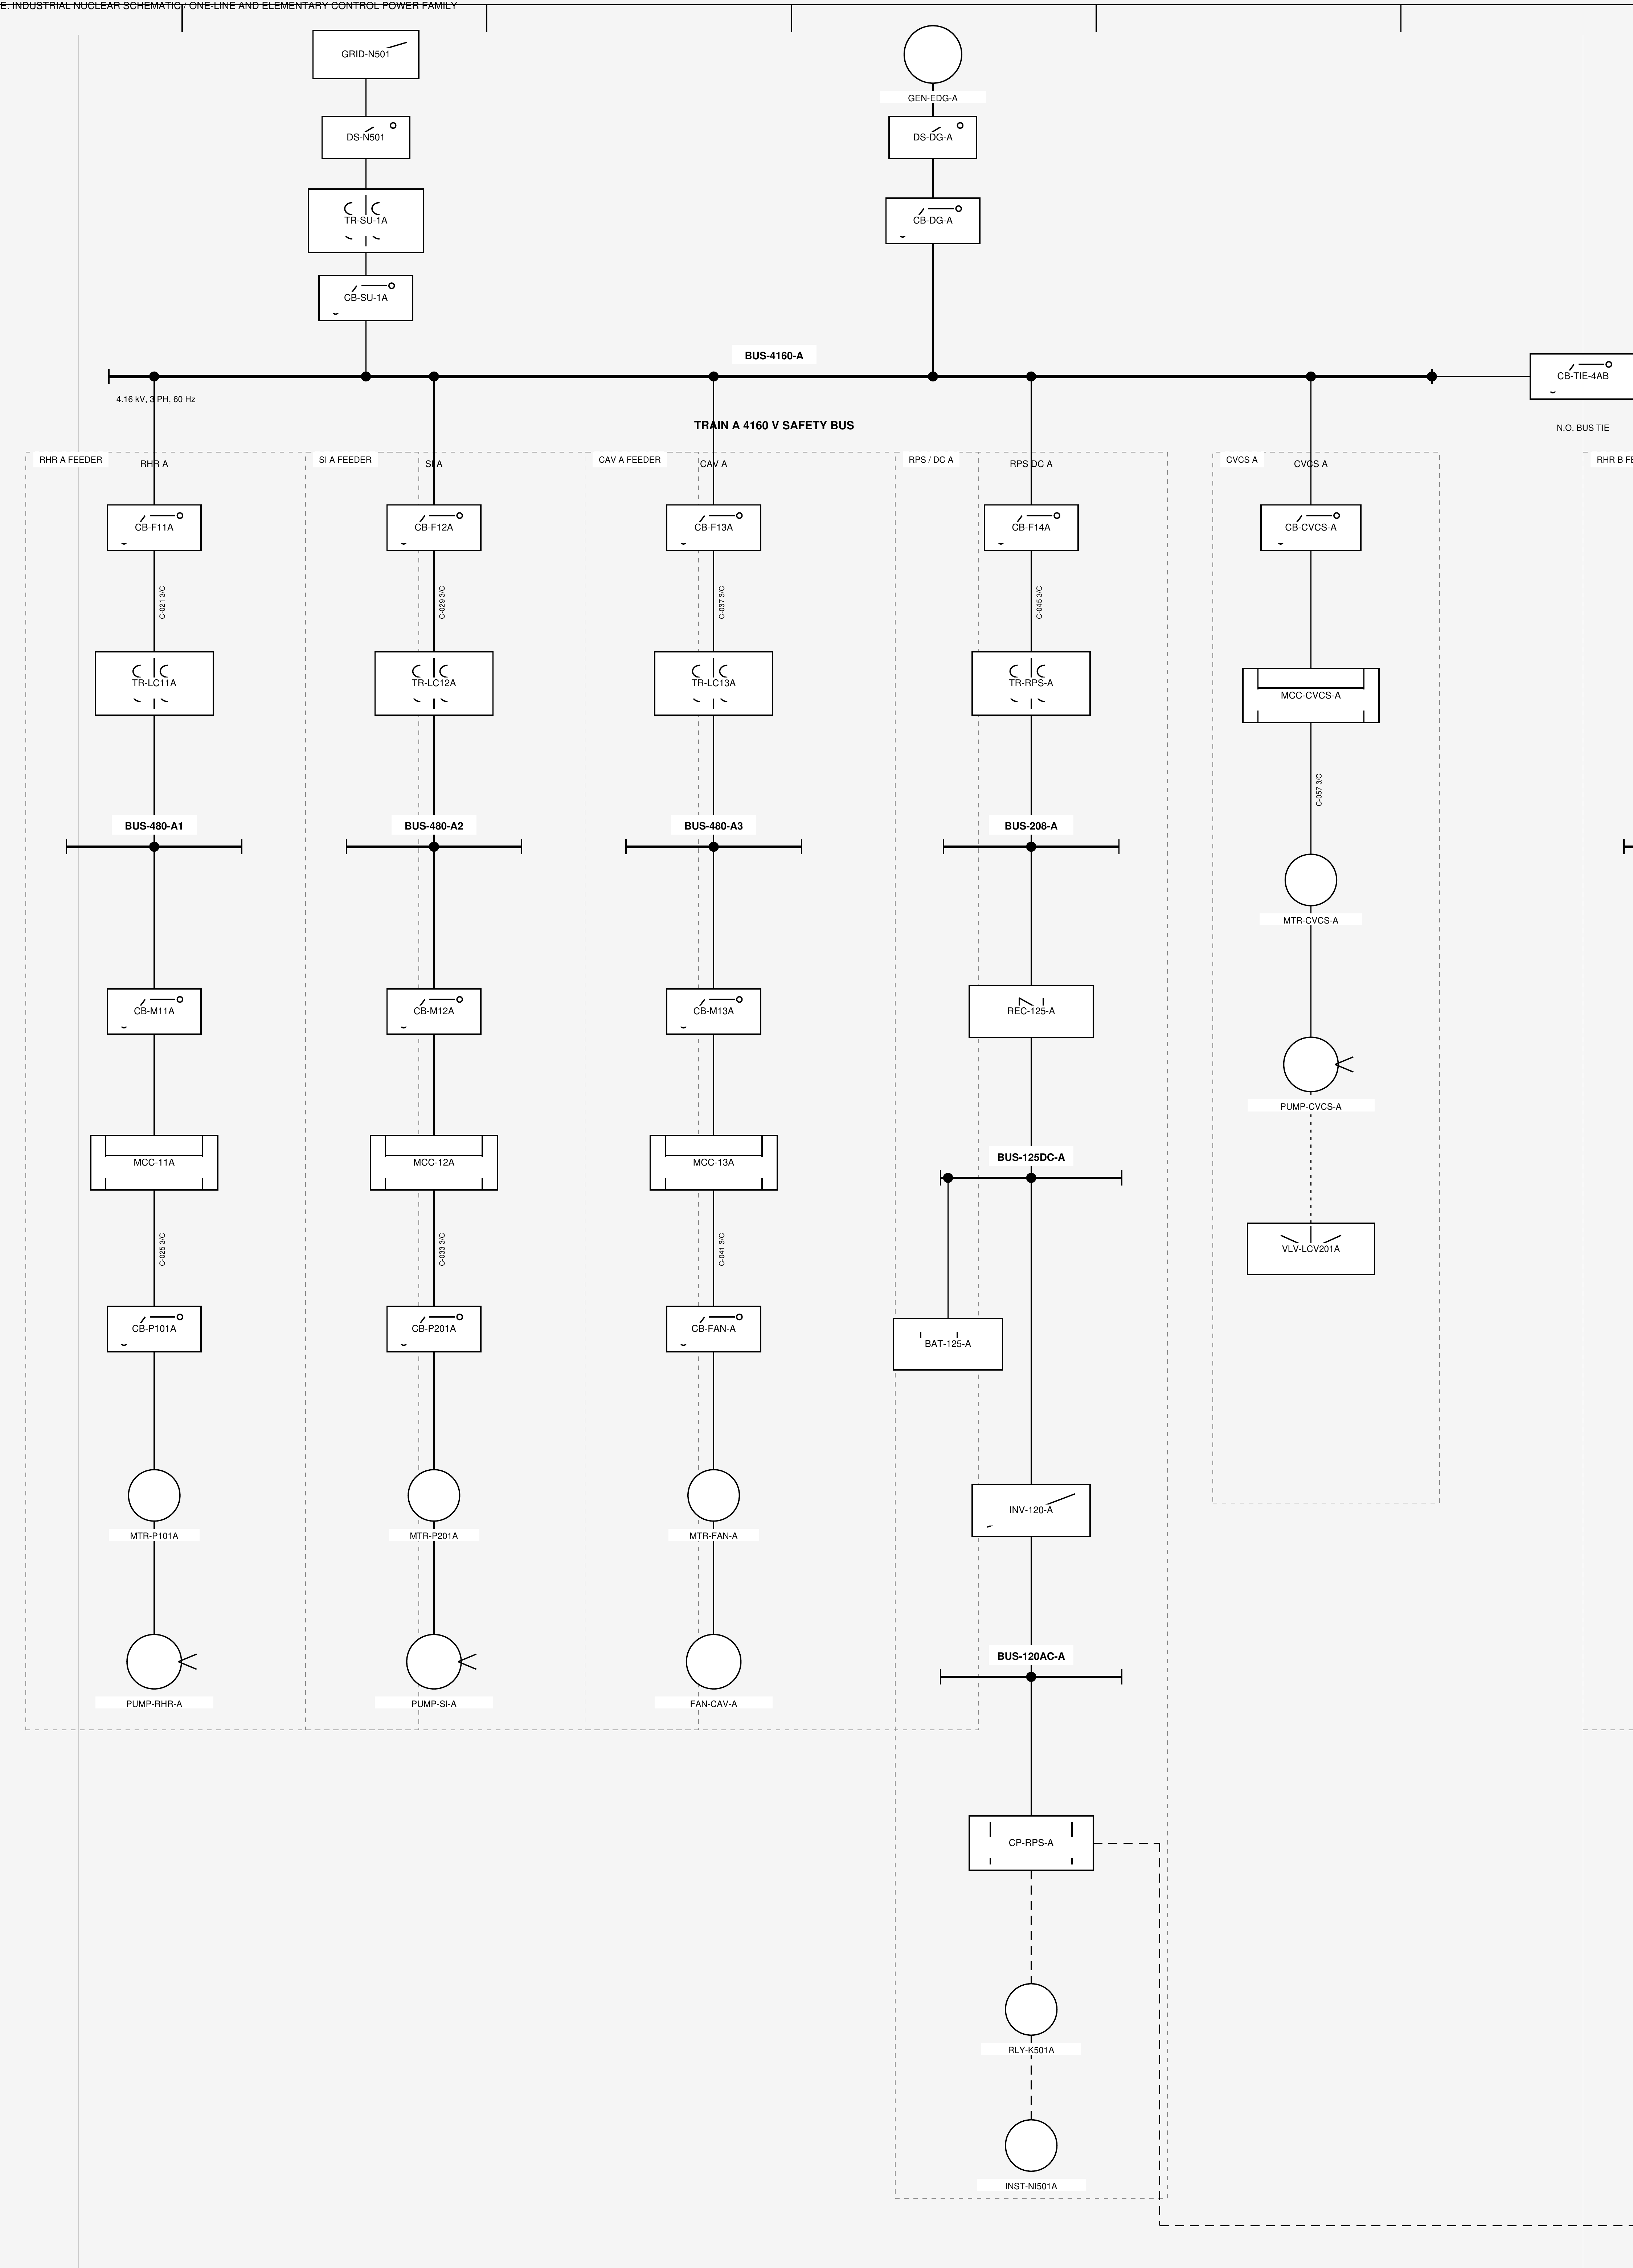 E: INDUSTRIAL NUCLEAR SCHEMATIC / ONE-LINE AND ELEMENTARY CONTROL POWER FAMILY
GRID-N501
GEN-EDG-A
DS-N501
DS-DG-A
TR-SU-1A
CB-DG-A
CB-SU-1A
BUS-4160-A
CB-TIE-4AB
4.16 kV, 3 PH, 60 Hz
TRAIN A 4160 V SAFETY BUS
N.O. BUS TIE
RHR A FEEDER
RHR A
SI A FEEDER
SI A
CAV A FEEDER
CAV A
RPS / DC A
RPS DC A
CVCS A
CVCS A
RHR B FE
CB-F11A
CB-F12A
CB-F13A
CB-F14A
CB-CVCS-A
C-021 3/C
C-029 3/C
C-037 3/C
C-045 3/C
TR-LC11A
TR-LC12A
TR-LC13A
TR-RPS-A
MCC-CVCS-A
C-057 3/C
BUS-480-A1
BUS-480-A2
BUS-480-A3
BUS-208-A
MTR-CVCS-A
CB-M11A
CB-M12A
CB-M13A
REC-125-A
PUMP-CVCS-A
MCC-11A
MCC-12A
MCC-13A
BUS-125DC-A
C-025 3/C
C-033 3/C
C-041 3/C
VLV-LCV201A
CB-P101A
CB-P201A
CB-FAN-A
BAT-125-A
MTR-P101A
MTR-P201A
MTR-FAN-A
INV-120-A
BUS-120AC-A
PUMP-RHR-A
PUMP-SI-A
FAN-CAV-A
CP-RPS-A
RLY-K501A
INST-NI501A